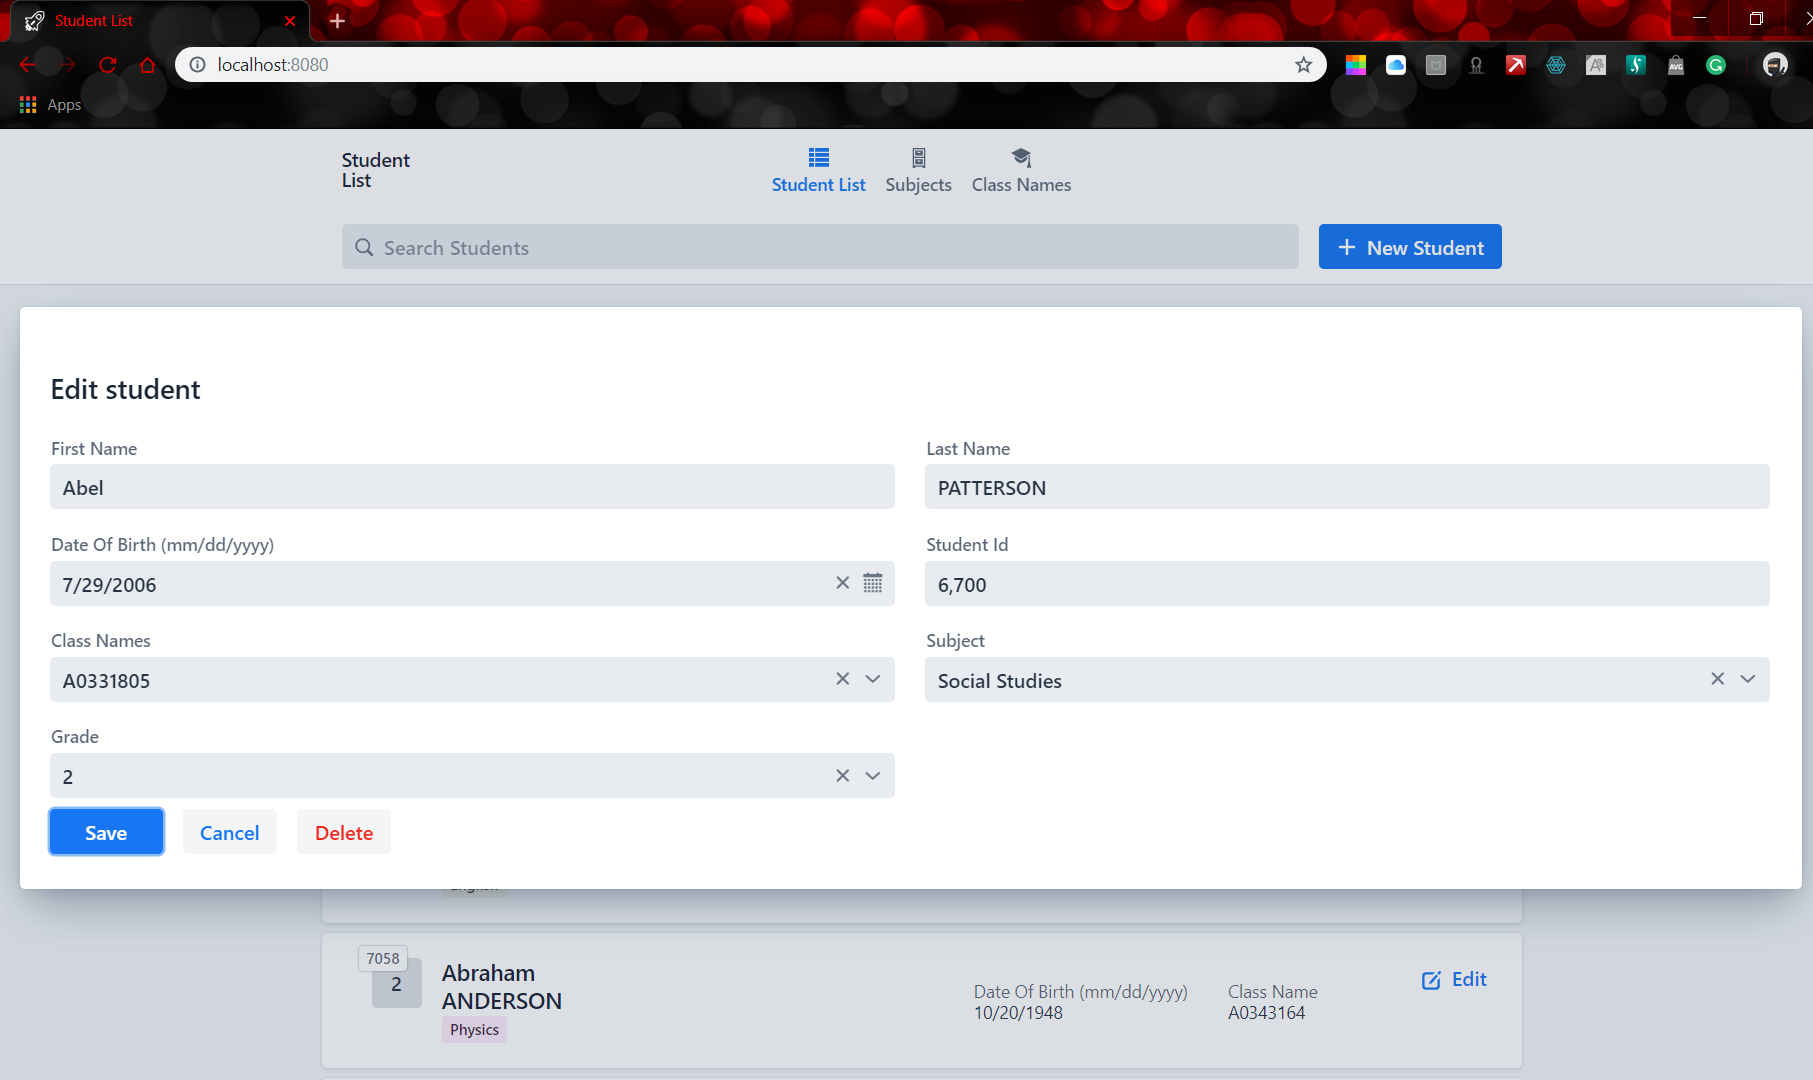 Student List
localhost:8080
Apps
Student
List
Student List
Subjects
Class Names
Search Students
New Student
Edit student
First Name
Last Name
Abel
PATTERSON
Date Of Birth (mm/dd/yyyy)
Student Id
7/29/2006
6,700
Class Names
Subject
A0331805
Social Studies
Grade
2
Save
Cancel
Delete
English
7058
2
Abraham
ANDERSON
Physics
Date Of Birth (mm/dd/yyyy)
10/20/1948
Class Name
A0343164
Edit
AVG